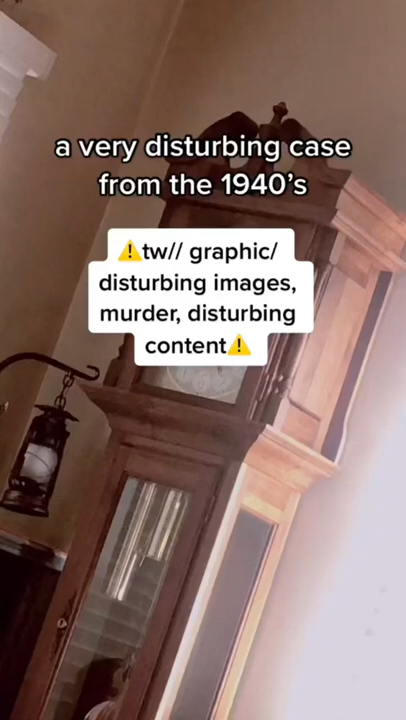 a very disturbing case
from the 1940's
⚠️tw// graphic/
disturbing images,
murder, disturbing
content⚠️